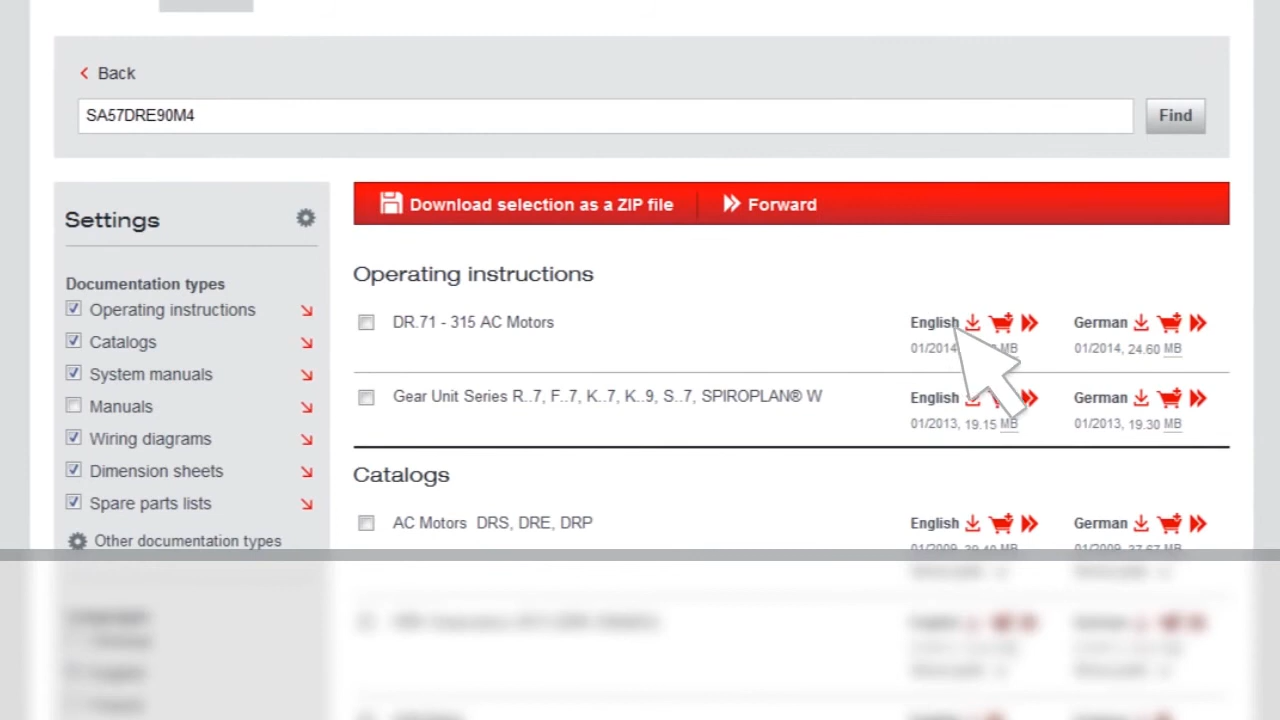 Back
SA57DRE90M4
Find
Settings
Download selection as a ZIP file
Forward
Documentation types
Operating instructions
Catalogs
System manuals
Manuals
Wiring diagrams
Dimension sheets
Spare parts lists
Other documentation types
Operating instructions
DR.71 - 315 AC Motors
English
German
01/2014, MB
01/2014, 24.60 MB
Gear Unit Series R..7, F..7, K..7, K..9, S..7, SPIROPLAN® W
English
German
01/2013, 19.15 MB
01/2013, 19.30 MB
Catalogs
AC Motors DRS, DRE, DRP
English
German